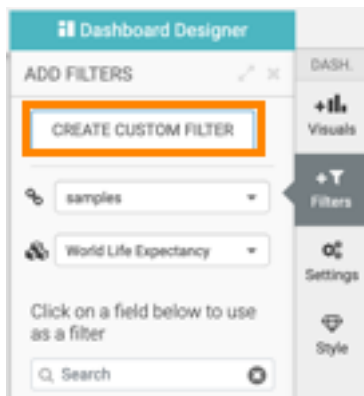 Dashboard Designer
ADD FILTERS
DASH.
CREATE CUSTOM FILTER
Visuals
samples
Filters
World Life Expectancy
Settings
Click on a field below to use
as a filter
Style
Search